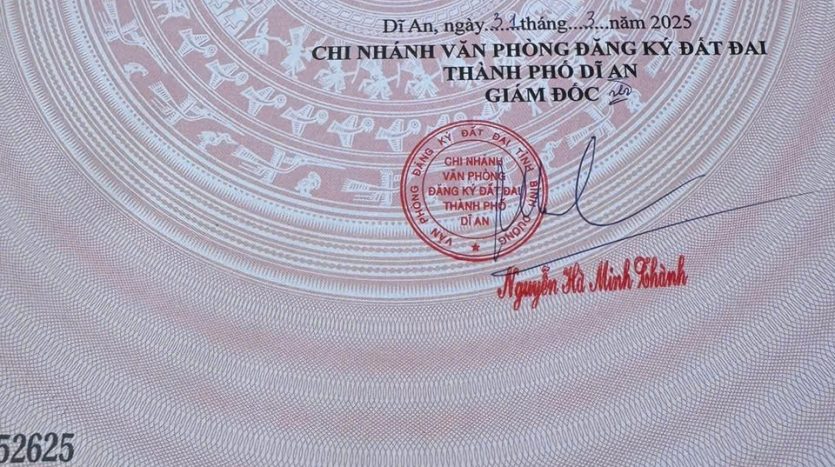 Dĩ An, ngày 31 tháng 3 năm 2025
CHI NHÁNH VĂN PHÒNG ĐĂNG KÝ ĐẤT ĐAI
THÀNH PHỐ DĨ AN
GIÁM ĐỐC
VĂN PHÒNG ĐĂNG KÝ ĐẤT ĐAI TỈNH BÌNH DƯƠNG
CHI NHÁNH
VĂN PHÒNG
ĐĂNG KÝ ĐẤT ĐAI
THÀNH PHỐ
DĨ AN
Nguyễn Hà Minh Thành
52625